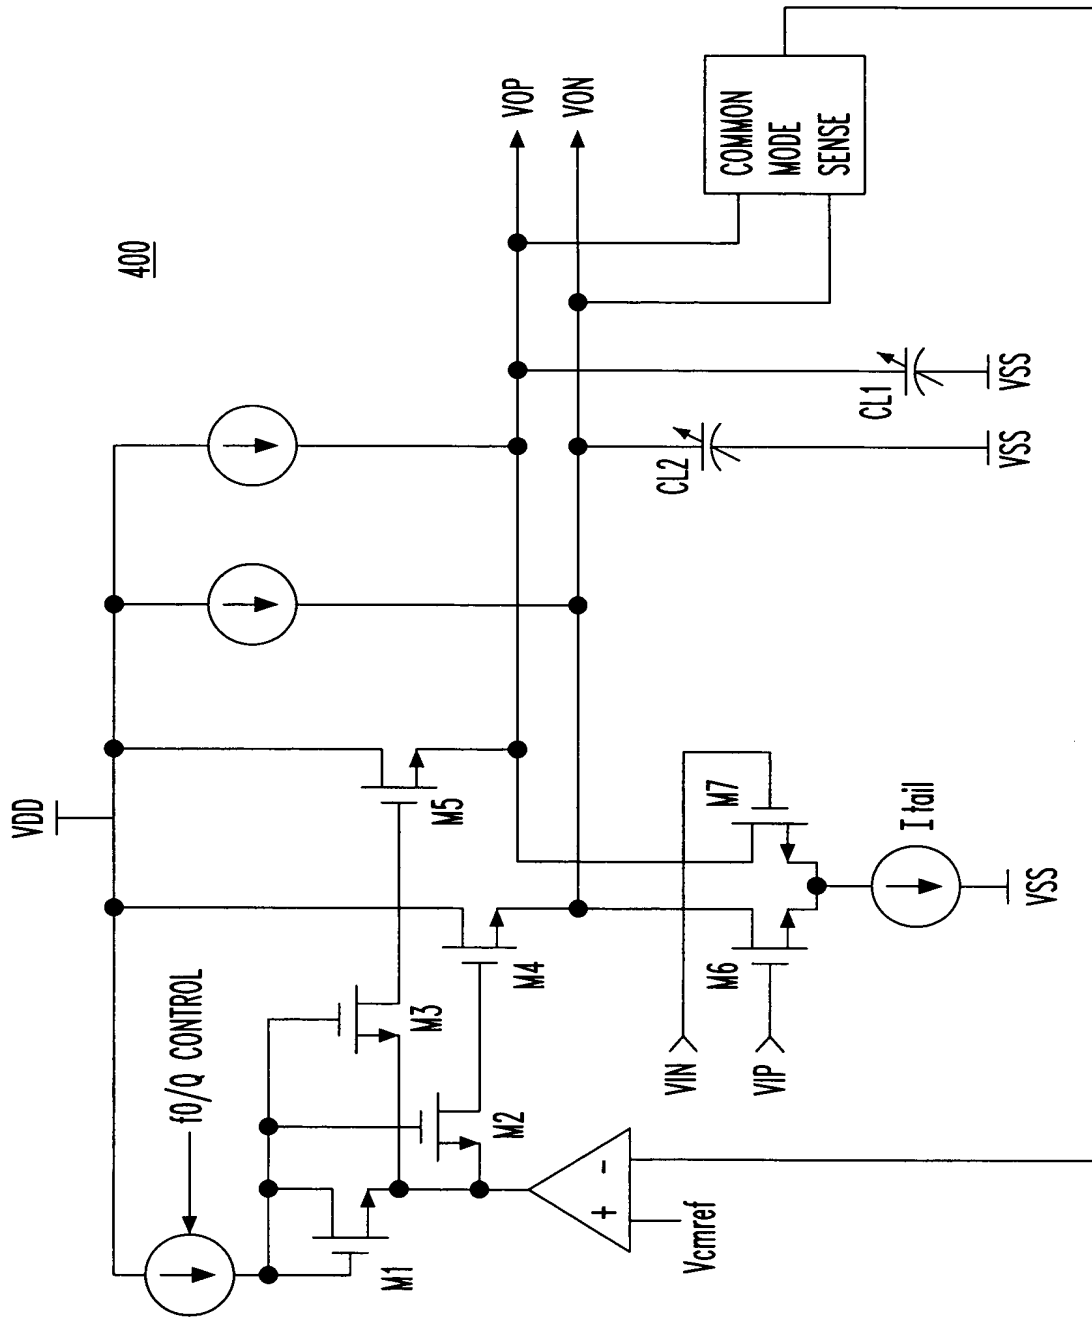 400
VDD
f0/Q CONTROL
M1
M2
M3
M4
M5
VOP
VON
VIN
VIP
M6
M7
I tail
VSS
CL2
VSS
CL1
VSS
COMMON
MODE
SENSE
+
-
Vcmref